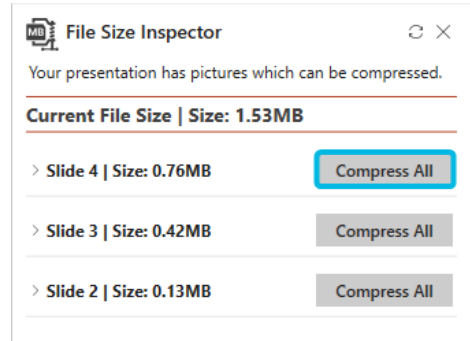 MB File Size Inspector
Your presentation has pictures which can be compressed.
Current File Size | Size: 1.53MB
Slide 4 | Size: 0.76MB Compress All
Slide 3 | Size: 0.42MB Compress All
Slide 2 | Size: 0.13MB Compress All